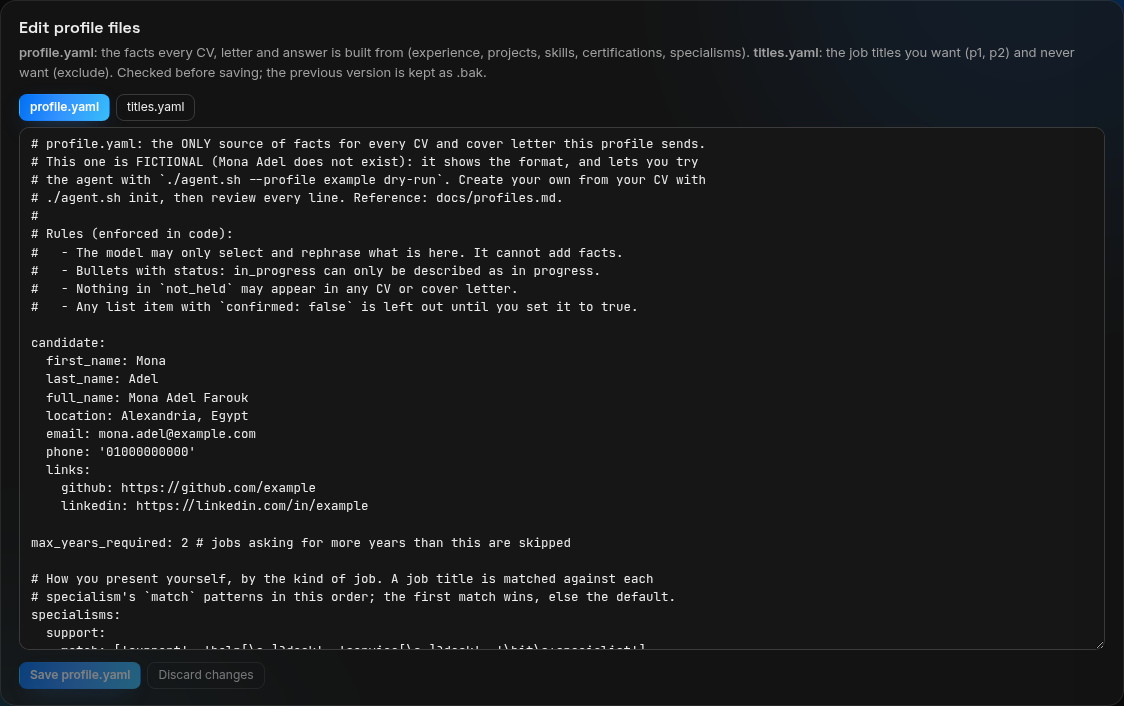 Edit profile files
profile.yaml: the facts every CV, letter and answer is built from (experience, projects, skills, certifications, specialisms). titles.yaml: the job titles you want (p1, p2) and never
want (exclude). Checked before saving; the previous version is kept as .bak.
profile.yaml titles.yaml
# profile.yaml: the ONLY source of facts for every CV and cover letter this profile sends.
# This one is FICTIONAL (Mona Adel does not exist): it shows the format, and lets you try
# the agent with `./agent.sh --profile example dry-run`. Create your own from your CV with
# ./agent.sh init, then review every line. Reference: docs/profiles.md.
#
# Rules (enforced in code):
#   - The model may only select and rephrase what is here. It cannot add facts.
#   - Bullets with status: in_progress can only be described as in progress.
#   - Nothing in `not_held` may appear in any CV or cover letter.
#   - Any list item with `confirmed: false` is left out until you set it to true.
candidate:
  first_name: Mona
  last_name: Adel
  full_name: Mona Adel Farouk
  location: Alexandria, Egypt
  email: mona.adel@example.com
  phone: '01000000000'
  links:
    github: https://github.com/example
    linkedin: https://linkedin.com/in/example
max_years_required: 2 # jobs asking for more years than this are skipped
# How you present yourself, by the kind of job. A job title is matched against each
# specialism's `match` patterns in this order; the first match wins, else the default.
specialisms:
  support:
Save profile.yaml Discard changes